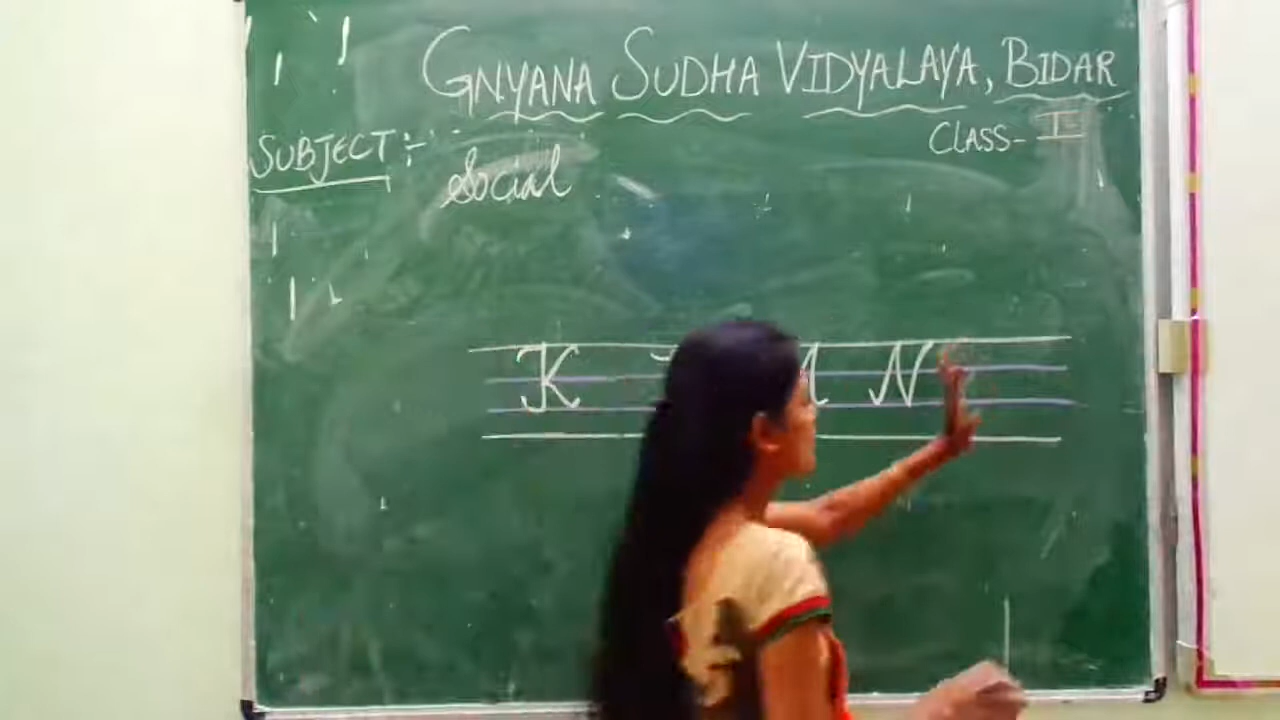 GNYANA SUDHA VIDYALAYA, BIDAR
CLASS- I
SUBJECT :-
Social
K N